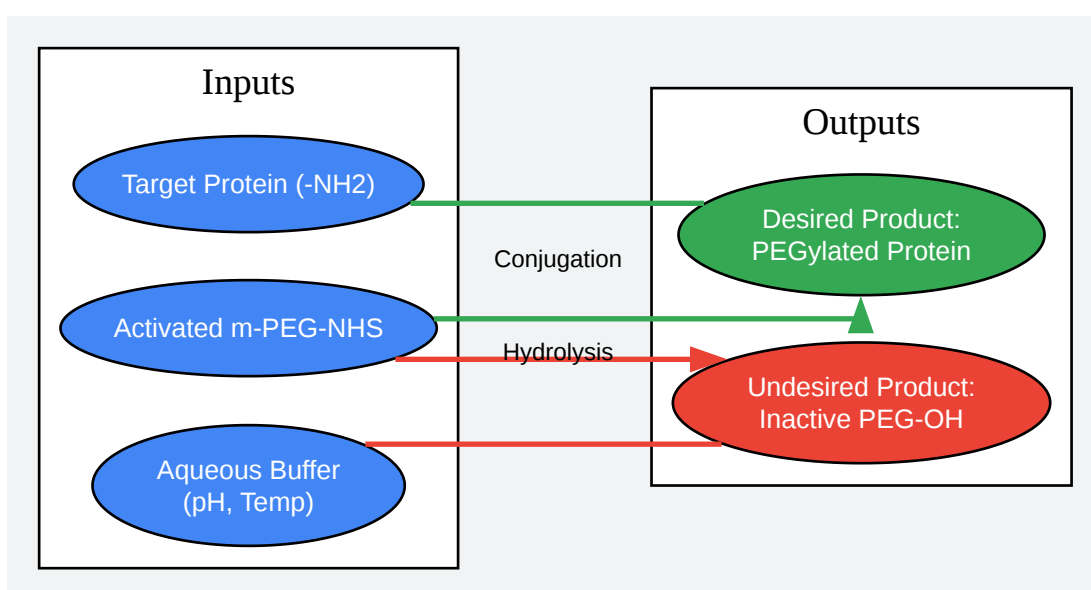 Inputs
Target Protein (-NH2)
Activated m-PEG-NHS
Aqueous Buffer
(pH, Temp)
Conjugation
Hydrolysis
Outputs
Desired Product:
PEGylated Protein
Undesired Product:
Inactive PEG-OH